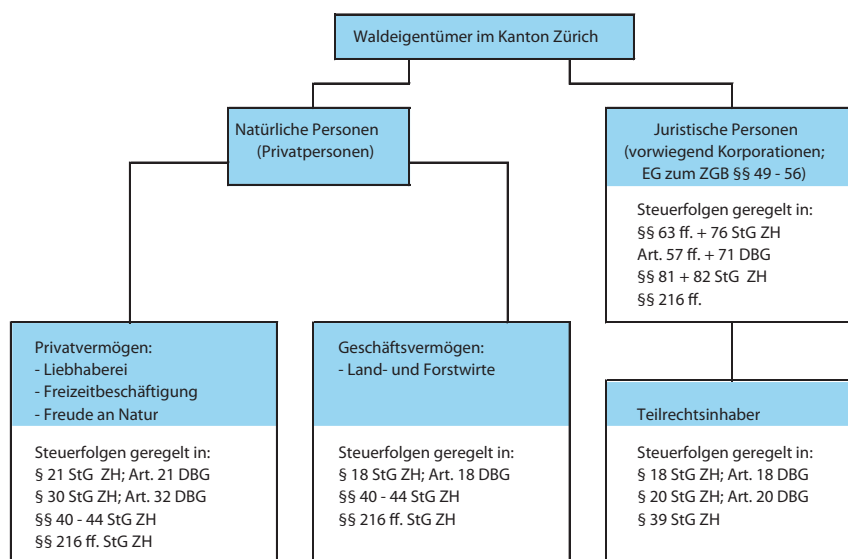 Waldeigentümer im Kanton Zürich
Natürliche Personen
(Privatpersonen)
Juristische Personen
(vorwiegend Korporationen;
EG zum ZGB §§ 49 - 56)
Steuerfolgen geregelt in:
§§ 63 ff. + 76 StG ZH
Art. 57 ff. + 71 DBG
§§ 81 + 82 StG ZH
§§ 216 ff.
Privatvermögen:
- Liebhaberei
- Freizeitbeschäftigung
- Freude an Natur
Steuerfolgen geregelt in:
§ 21 StG ZH; Art. 21 DBG
§ 30 StG ZH; Art. 32 DBG
§§ 40 - 44 StG ZH
§§ 216 ff. StG ZH
Geschäftsvermögen:
- Land- und Forstwirte
Steuerfolgen geregelt in:
§ 18 StG ZH; Art. 18 DBG
§§ 40 - 44 StG ZH
§§ 216 ff. StG ZH
Teilrechtsinhaber
Steuerfolgen geregelt in:
§ 18 StG ZH; Art. 18 DBG
§ 20 StG ZH; Art. 20 DBG
§ 39 StG ZH